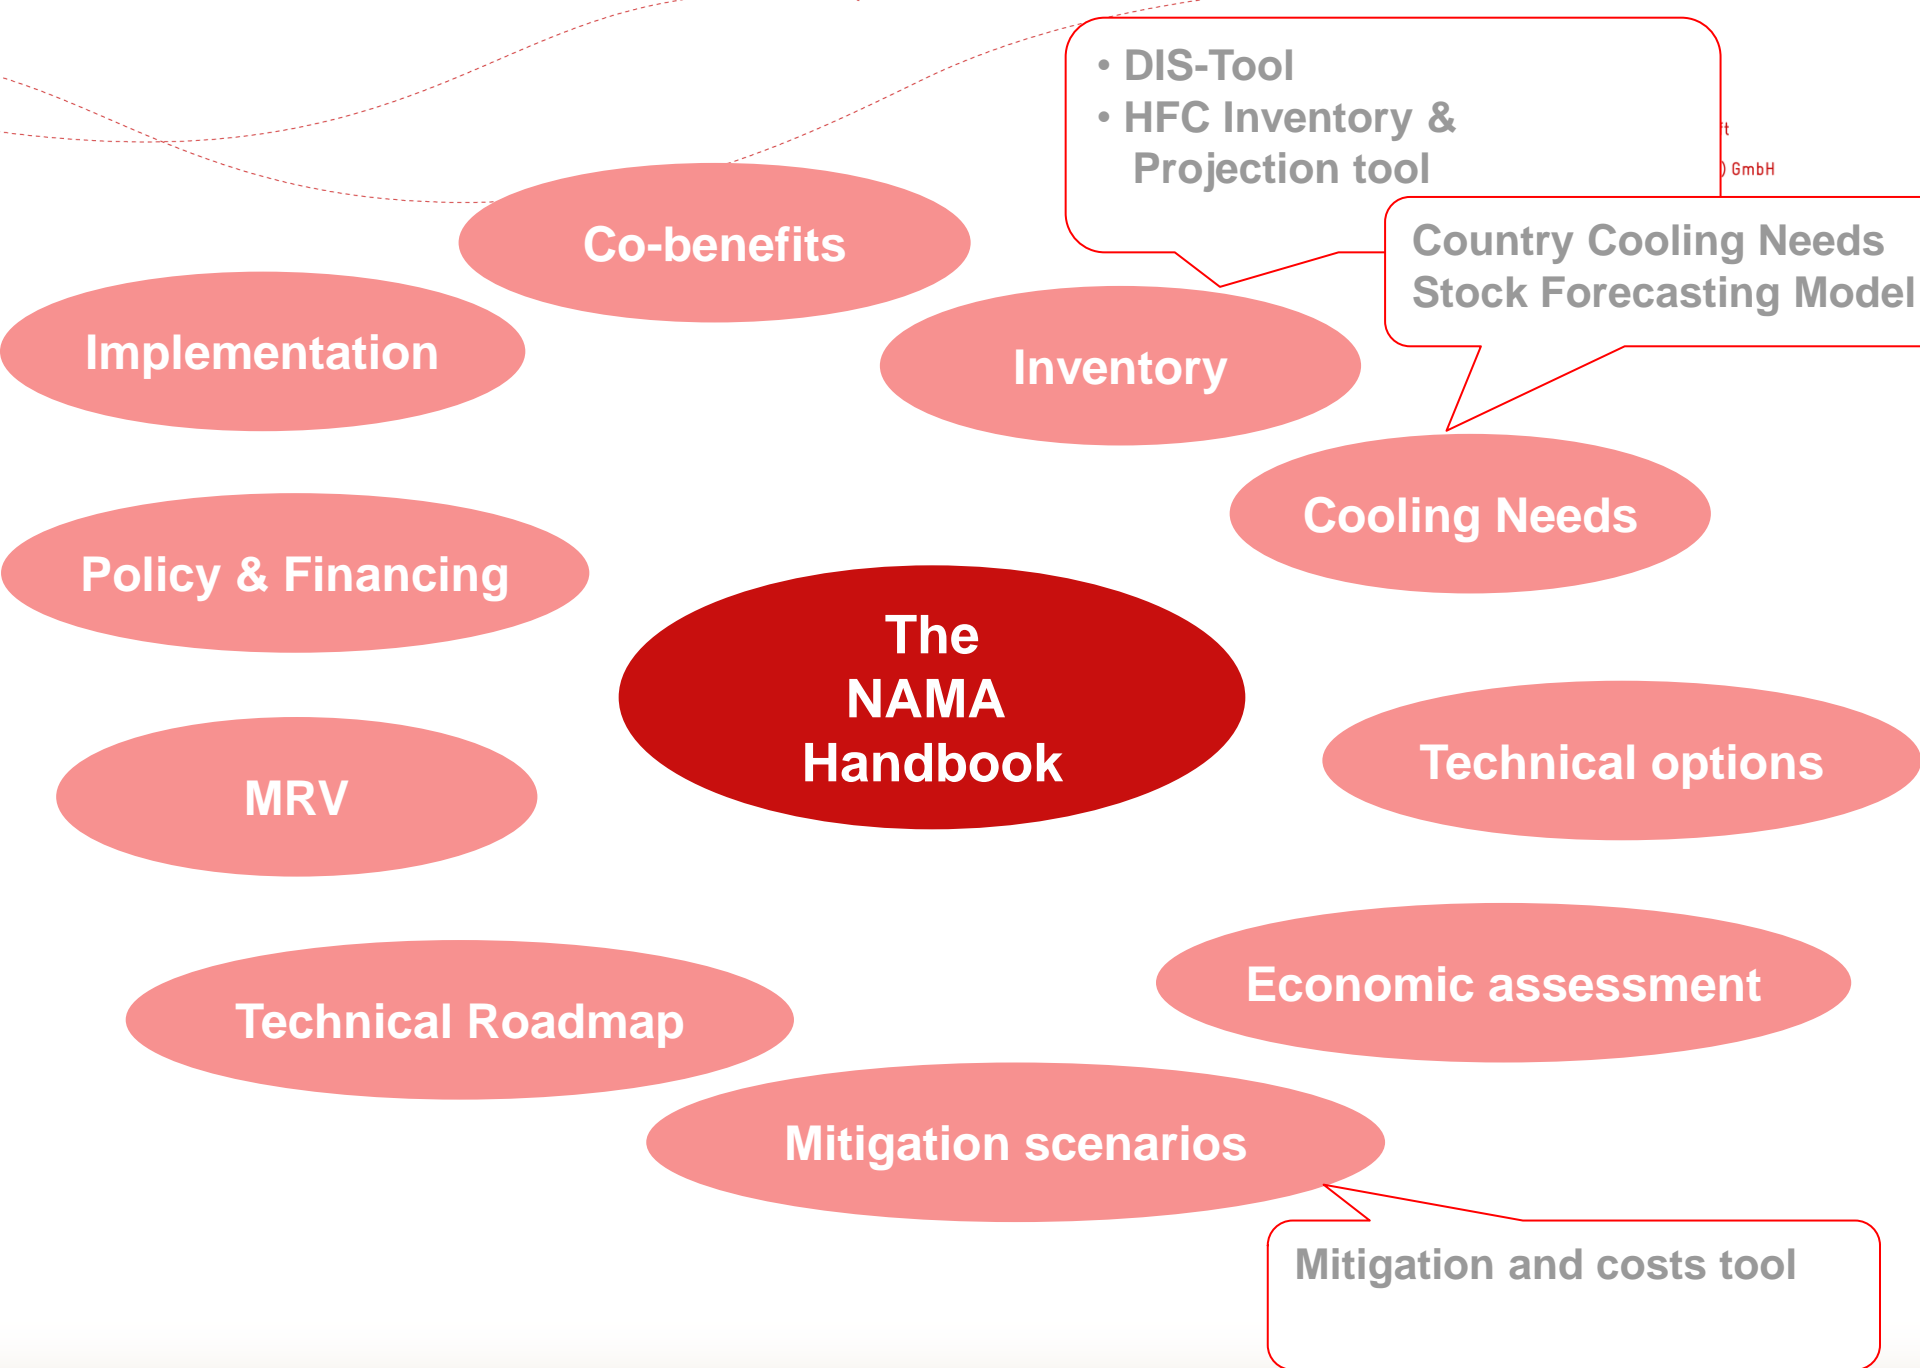 • DIS-Tool
• HFC Inventory &
Projection tool
GmbH
Country Cooling Needs
Stock Forecasting Model
Co-benefits
Implementation
Inventory
Cooling Needs
Policy & Financing
The
NAMA
Handbook
Technical options
MRV
Economic assessment
Technical Roadmap
Mitigation scenarios
Mitigation and costs tool